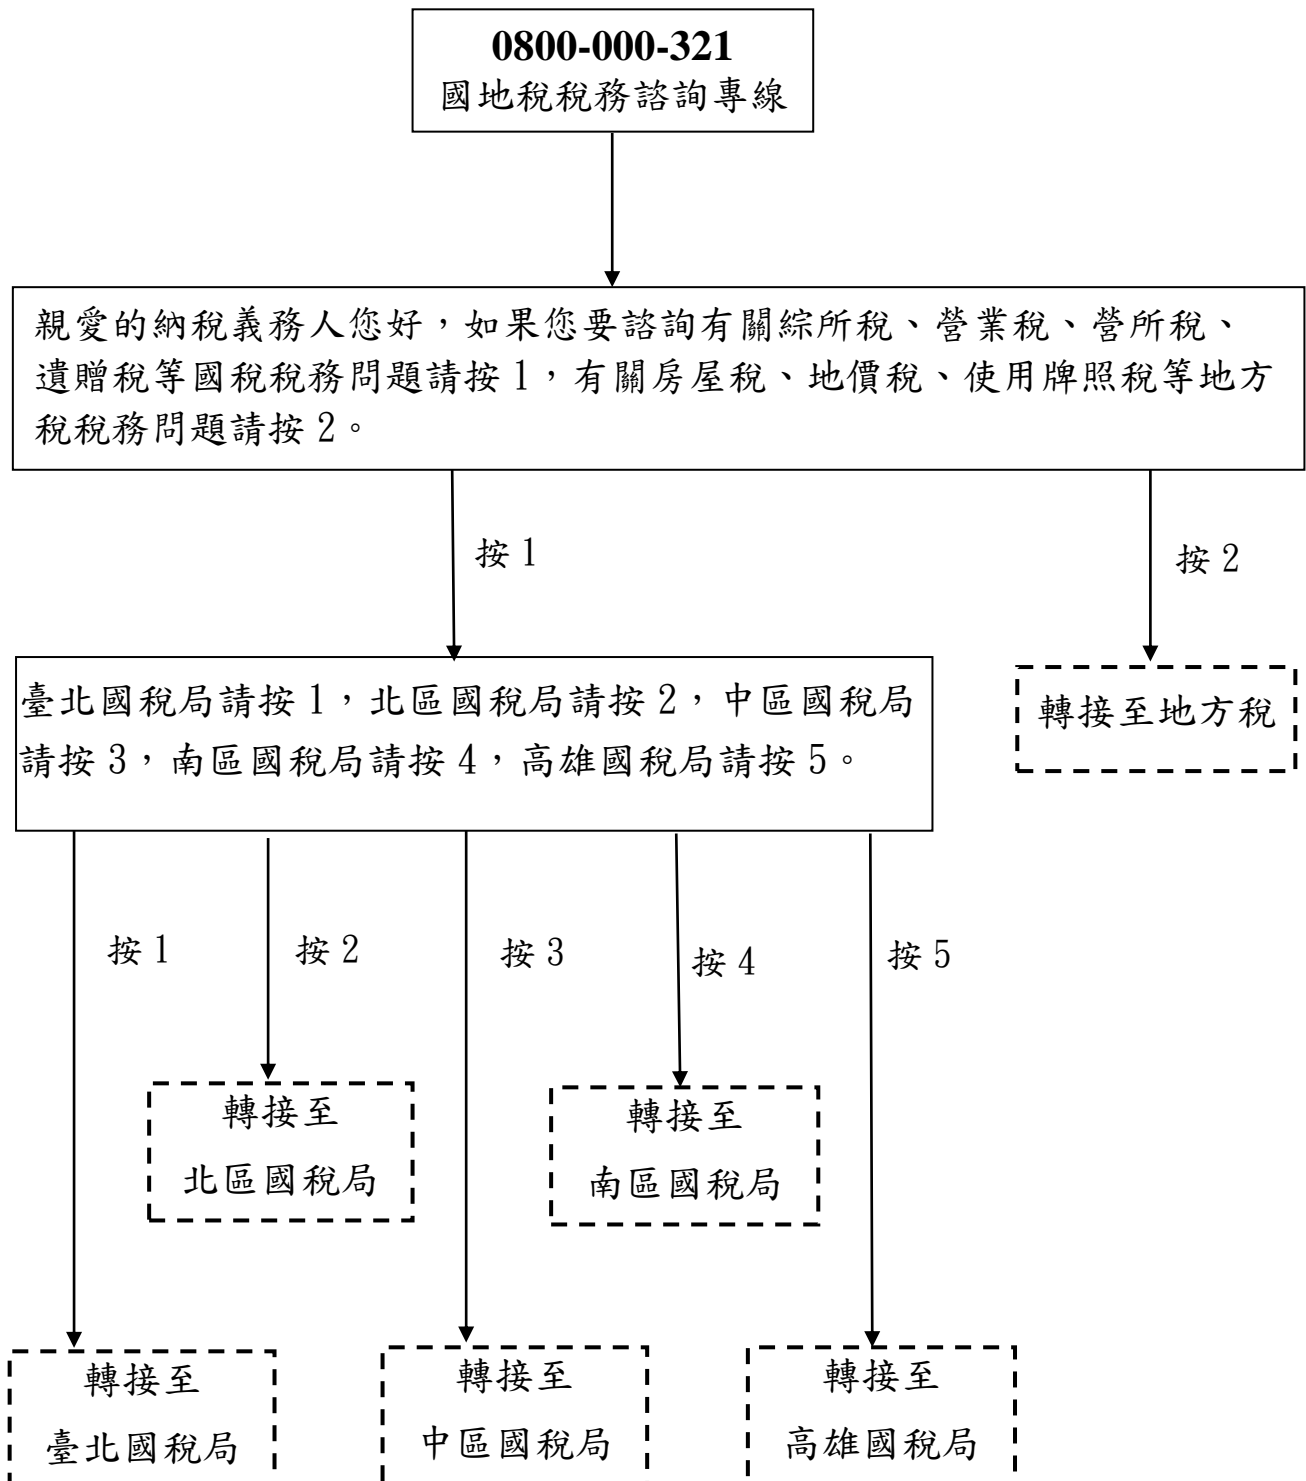 0800-000-321
國地稅稅務諮詢專線
親愛的納稅義務人您好，如果您要諮詢有關綜所稅、營業稅、營所稅、
遺贈稅等國稅稅務問題請按1，有關房屋稅、地價稅、使用牌照稅等地方
稅稅務問題請按2。
按1
按2
臺北國稅局請按1，北區國稅局請按2，中區國稅局
請按3，南區國稅局請按4，高雄國稅局請按5。
轉接至地方稅
按1
按2
按3
按4
按5
轉接至
北區國稅局
轉接至
南區國稅局
轉接至
臺北國稅局
轉接至
中區國稅局
轉接至
高雄國稅局